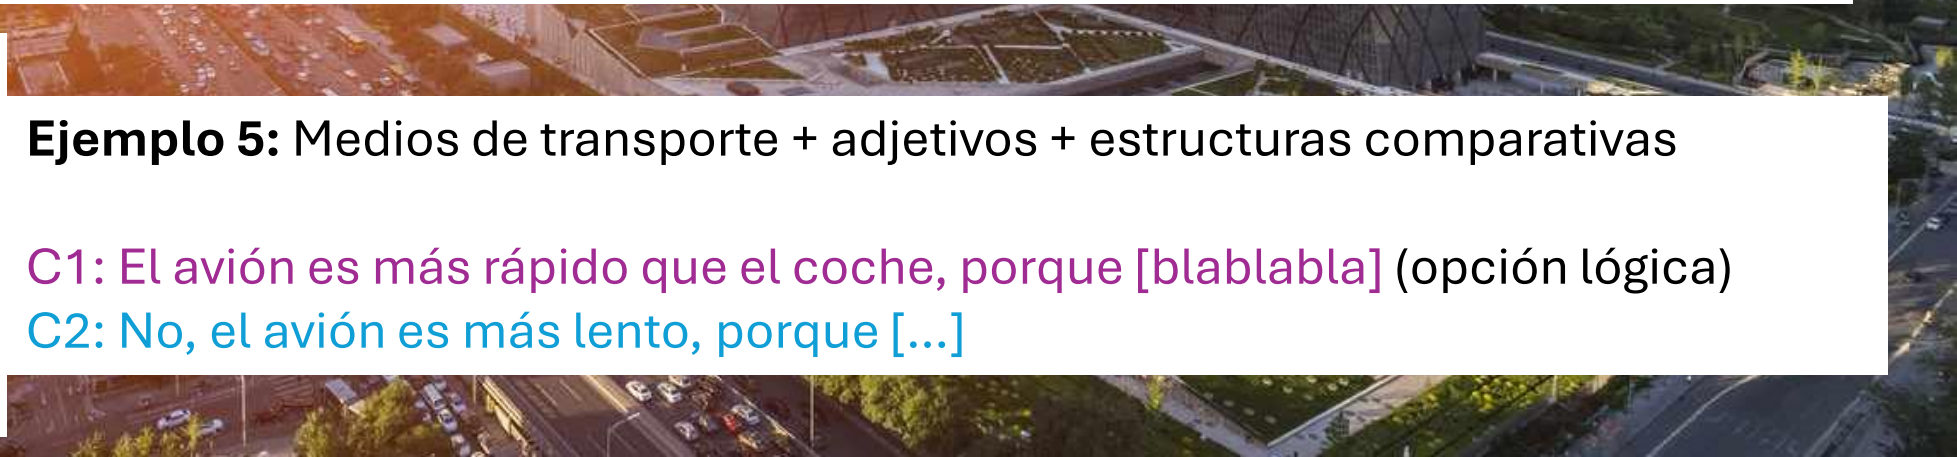 Ejemplo 5: Medios de transporte + adjetivos + estructuras comparativas
C1: El avión es más rápido que el coche, porque [blablabla] (opción lógica)
C2: No, el avión es más lento, porque [...]